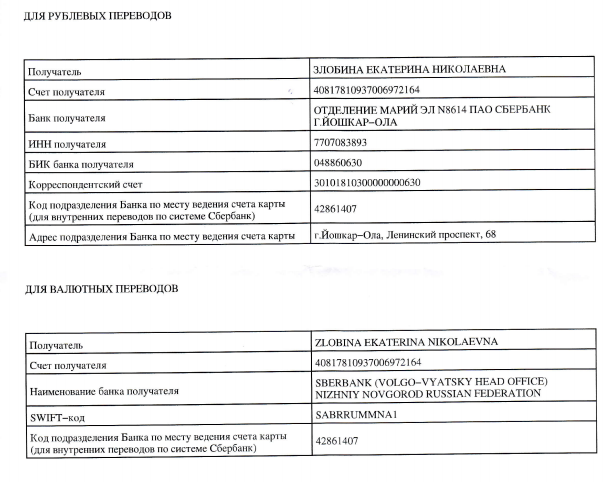 ДЛЯ РУБЛЕВЫХ ПЕРЕВОДОВ
Получатель ЗЛОБИНА ЕКАТЕРИНА НИКОЛАЕВНА
Счет получателя 40817810937006972164
Банк получателя ОТДЕЛЕНИЕ МАРИЙ ЭЛ N8614 ПАО СБЕРБАНК
Г.ЙОШКАР-ОЛА
ИНН получателя 7707083893
БИК банка получателя 048860630
Корреспондентский счет 30101810300000000630
Код подразделения Банка по месту ведения счета карты
(для внутренних переводов по системе Сбербанк) 42861407
Адрес подразделения Банка по месту ведения счета карты г.Йошкар-Ола, Ленинский проспект, 68
ДЛЯ ВАЛЮТНЫХ ПЕРЕВОДОВ
Получатель ZLOBINA EKATERINA NIKOLAEVNA
Счет получателя 40817810937006972164
Наименование банка получателя SBERBANK (VOLGO-VYATSKY HEAD OFFICE)
NIZHNIY NOVGOROD RUSSIAN FEDERATION
SWIFT-код SABRRUMMNA1
Код подразделения Банка по месту ведения счета карты
(для внутренних переводов по системе Сбербанк) 42861407